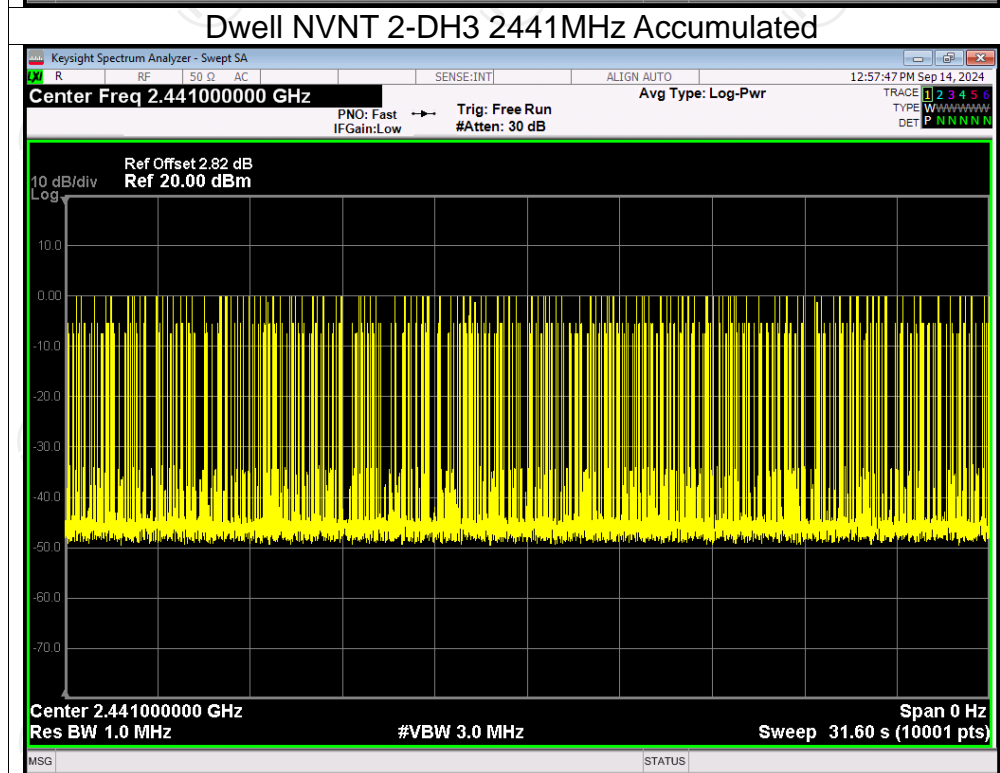 Dwell NVNT 2-DH3 2441MHz Accumulated
Keysight Spectrum Analyzer - Swept SA
LXI R RF 50 Ω AC SENSE:INT ALIGN AUTO 12:57:47 PM Sep 14, 2024
Center Freq 2.441000000 GHz Avg Type: Log-Pwr TRACE 1 2 3 4 5 6
PNO: Fast Trig: Free Run TYPE WWWWWW
IFGain:Low #Atten: 30 dB DET P N N N N N
Ref Offset 2.82 dB
10 dB/div Ref 20.00 dBm
Log
10.0
0.00
-10.0
-20.0
-30.0
-40.0
-50.0
-60.0
-70.0
Center 2.441000000 GHz Span 0 Hz
Res BW 1.0 MHz #VBW 3.0 MHz Sweep 31.60 s (10001 pts)
MSG STATUS